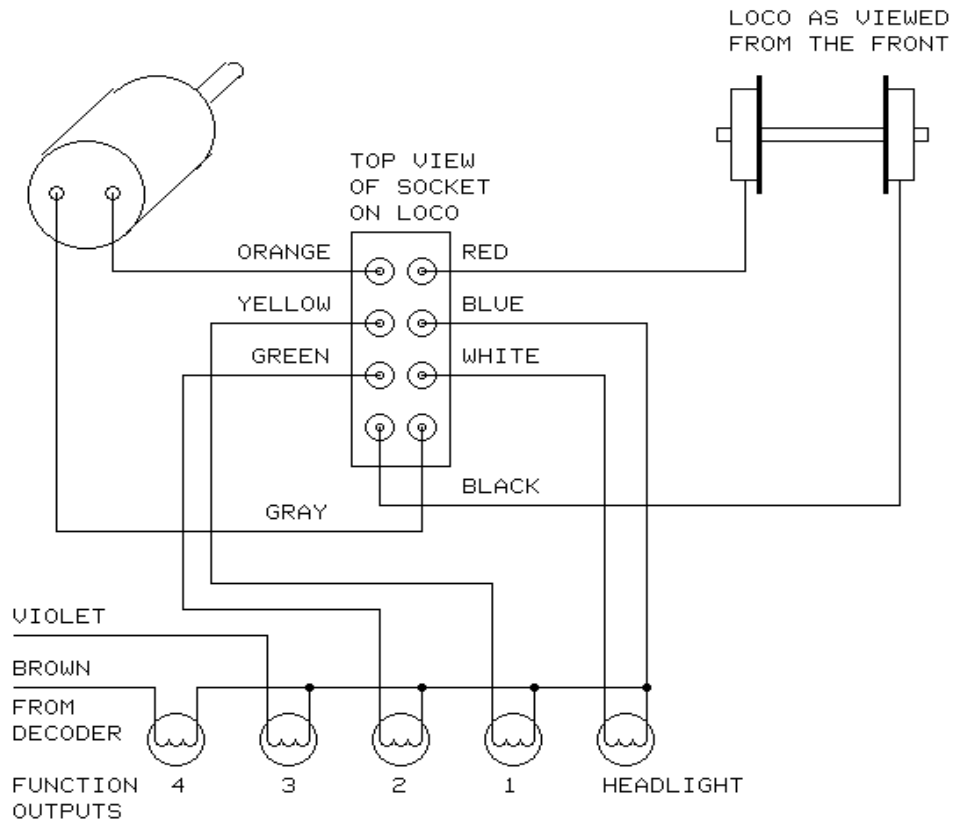 LOCO AS VIEWED
FROM THE FRONT
TOP VIEW
OF SOCKET
ON LOCO
ORANGE
RED
YELLOW
BLUE
GREEN
WHITE
BLACK
GRAY
VIOLET
BROWN
FROM
DECODER
FUNCTION 4 3 2 1 HEADLIGHT
OUTPUTS